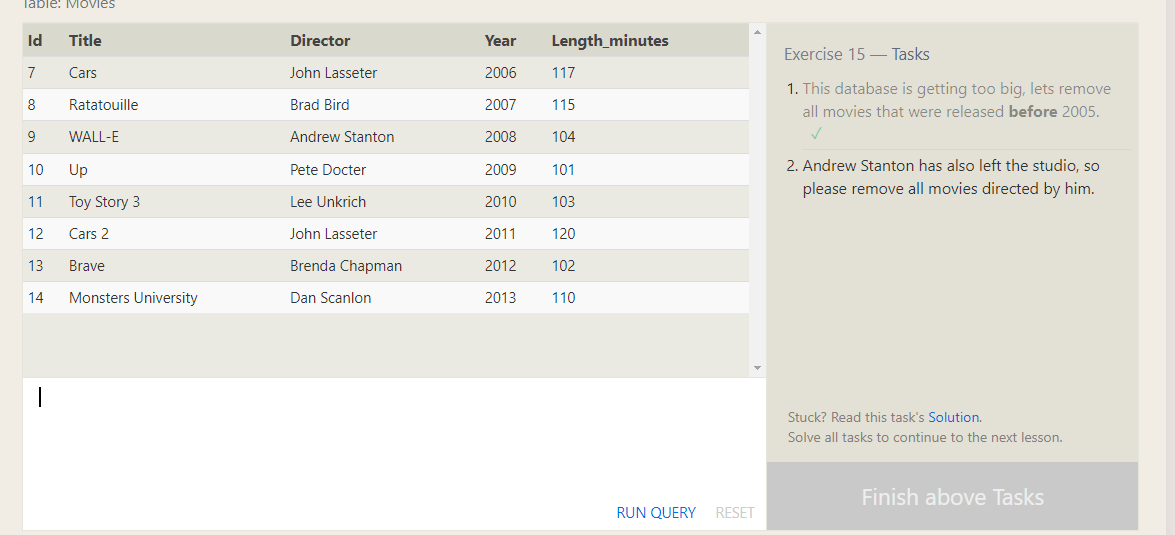 Table: Movies
Id Title Director Year Length_minutes
7 Cars John Lasseter 2006 117
8 Ratatouille Brad Bird 2007 115
9 WALL-E Andrew Stanton 2008 104
10 Up Pete Docter 2009 101
11 Toy Story 3 Lee Unkrich 2010 103
12 Cars 2 John Lasseter 2011 120
13 Brave Brenda Chapman 2012 102
14 Monsters University Dan Scanlon 2013 110
RUN QUERY RESET
Exercise 15 — Tasks
1. This database is getting too big, lets remove
all movies that were released before 2005.
✓
2. Andrew Stanton has also left the studio, so
please remove all movies directed by him.
Stuck? Read this task's Solution.
Solve all tasks to continue to the next lesson.
Finish above Tasks